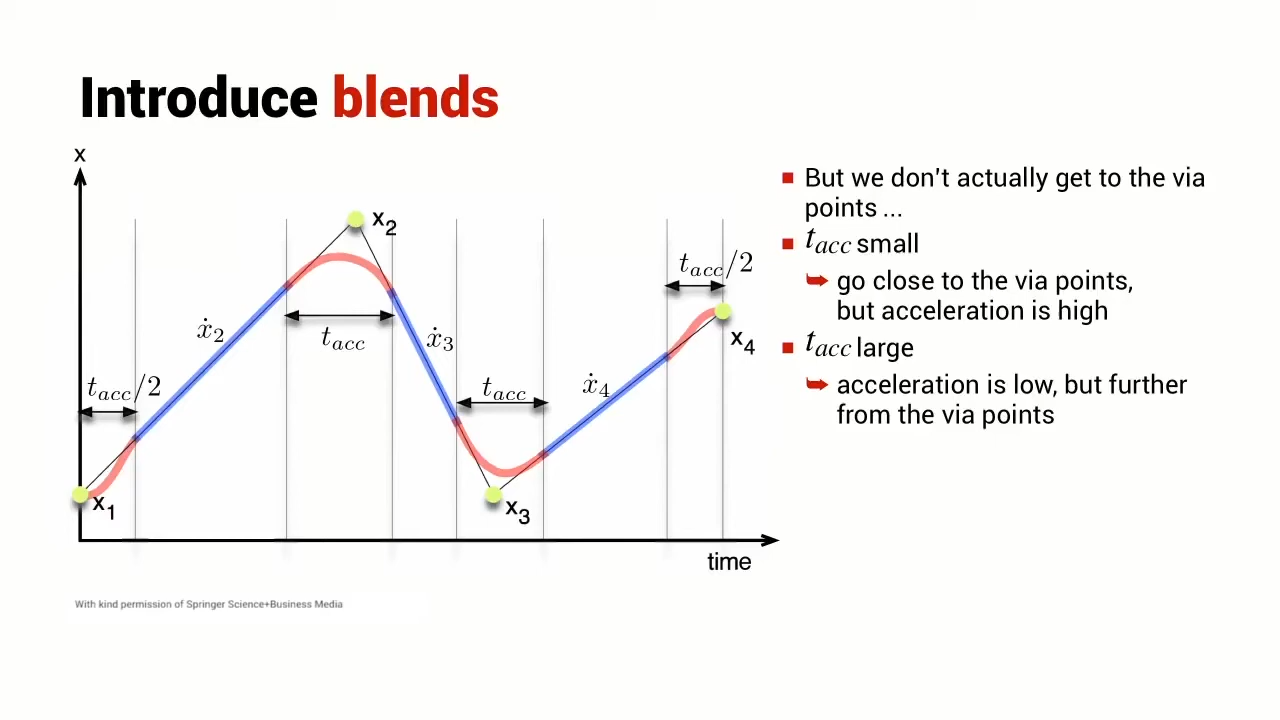 Introduce blends
x
x2
tacc/2
ẋ2
tacc
ẋ3
x4
tacc/2
tacc
ẋ4
x1
x3
time
With kind permission of Springer Science+Business Media
But we don't actually get to the via
points ...
tacc small
go close to the via points,
but acceleration is high
tacc large
acceleration is low, but further
from the via points